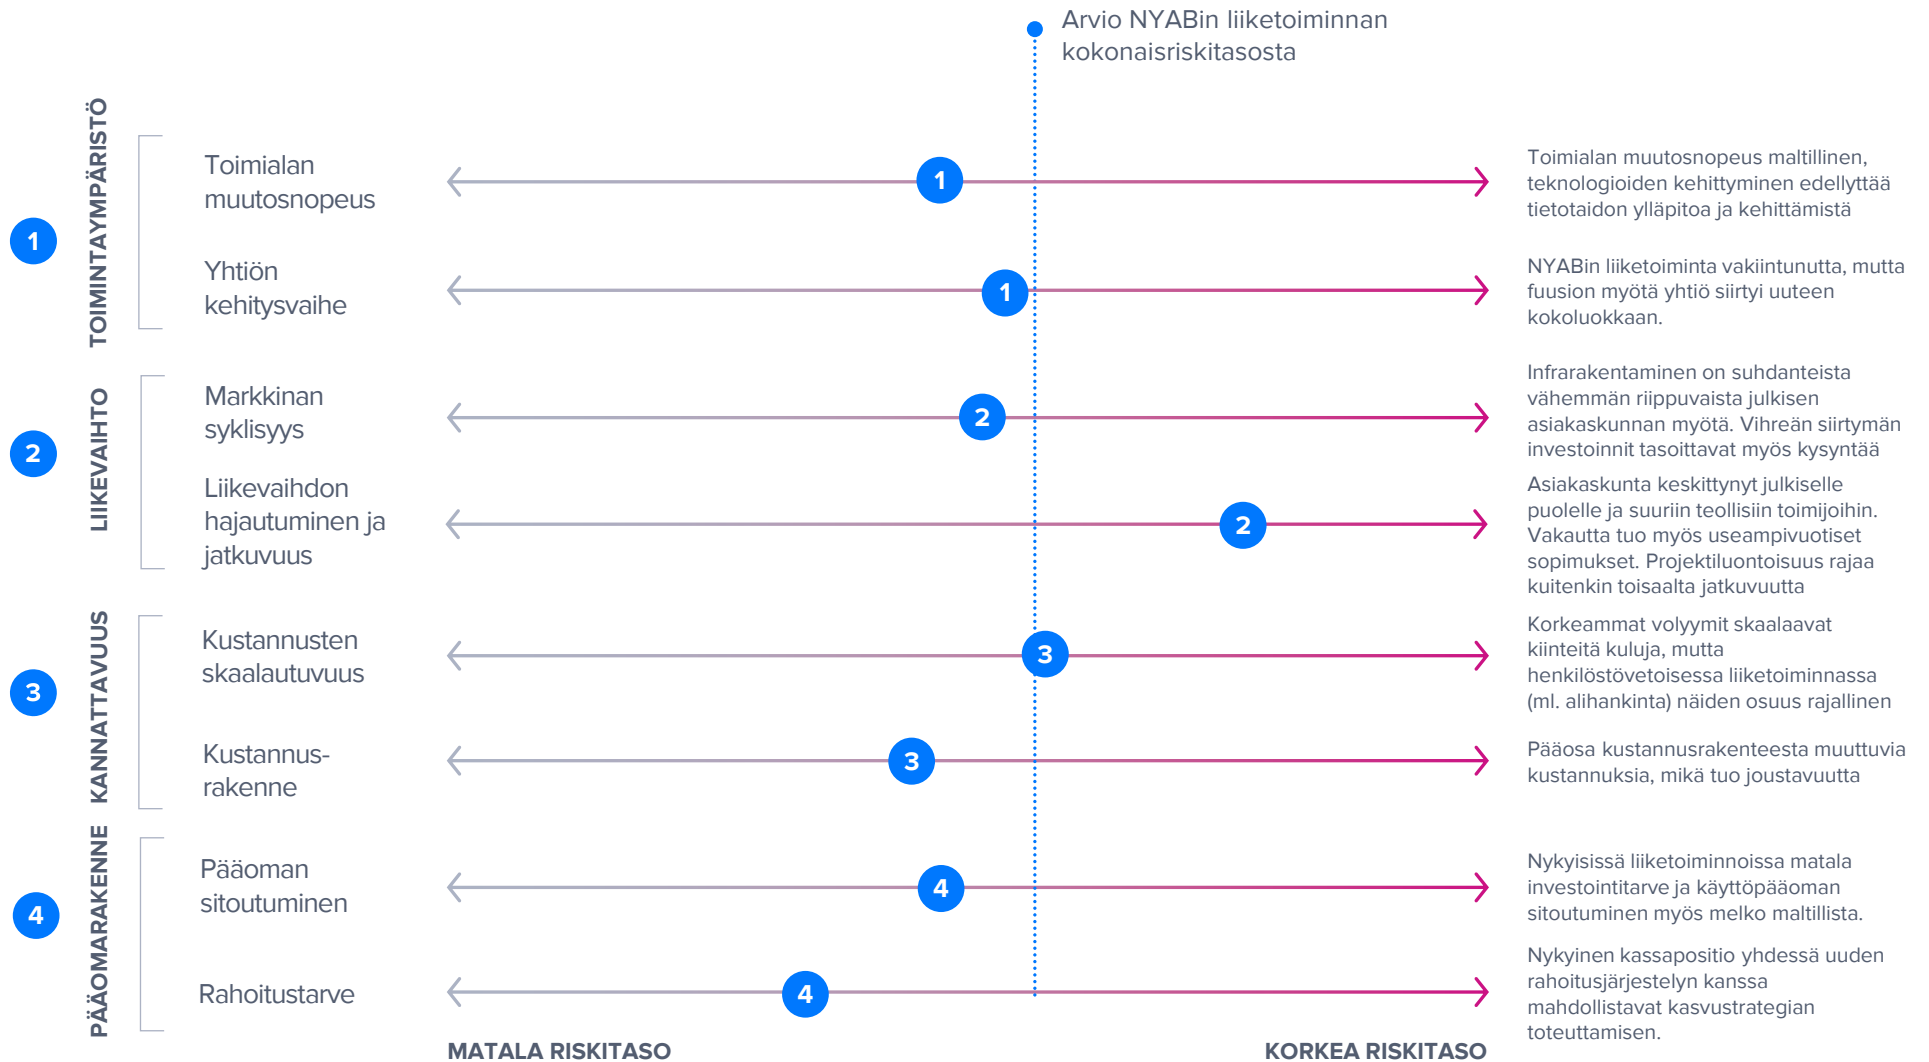 Arvio NYABin liiketoiminnan
kokonaisriskitasosta
1
TOIMINTAYMPÄRISTÖ
Toimialan
muutosnopeus
1
Toimialan muutosnopeus maltillinen,
teknologioiden kehittyminen edellyttää
tietotaidon ylläpitoa ja kehittämistä
Yhtiön
kehitysvaihe
1
NYABin liiketoiminta vakiintunutta, mutta
fuusion myötä yhtiö siirtyi uuteen
kokoluokkaan.
2
LIIKEVAIHTO
Markkinan
syklisyys
2
Infrarakentaminen on suhdanteista
vähemmän riippuvaista julkisen
asiakaskunnan myötä. Vihreän siirtymän
investoinnit tasoittavat myös kysyntää
Liikevaihdon
hajautuminen ja
jatkuvuus
2
Asiakaskunta keskittynyt julkiselle
puolelle ja suuriin teollisiin toimijoihin.
Vakautta tuo myös useampivuotiset
sopimukset. Projektiluontoisuus rajaa
kuitenkin toisaalta jatkuvuutta
3
KANNATTAVUUS
Kustannusten
skaalautuvuus
3
Korkeammat volyymit skaalaavat
kiinteitä kuluja, mutta
henkilöstövetoisessa liiketoiminnassa
(ml. alihankinta) näiden osuus rajallinen
Kustannus-
rakenne
3
Pääosa kustannusrakenteesta muuttuvia
kustannuksia, mikä tuo joustavuutta
4
PÄÄOMARAKENNE
Pääoman
sitoutuminen
4
Nykyisissä liiketoiminnoissa matala
investointitarve ja käyttöpääoman
sitoutuminen myös melko maltillista.
Rahoitustarve
4
Nykyinen kassapositio yhdessä uuden
rahoitusjärjestelyn kanssa
mahdollistavat kasvustrategian
toteuttamisen.
MATALA RISKITASO
KORKEA RISKITASO